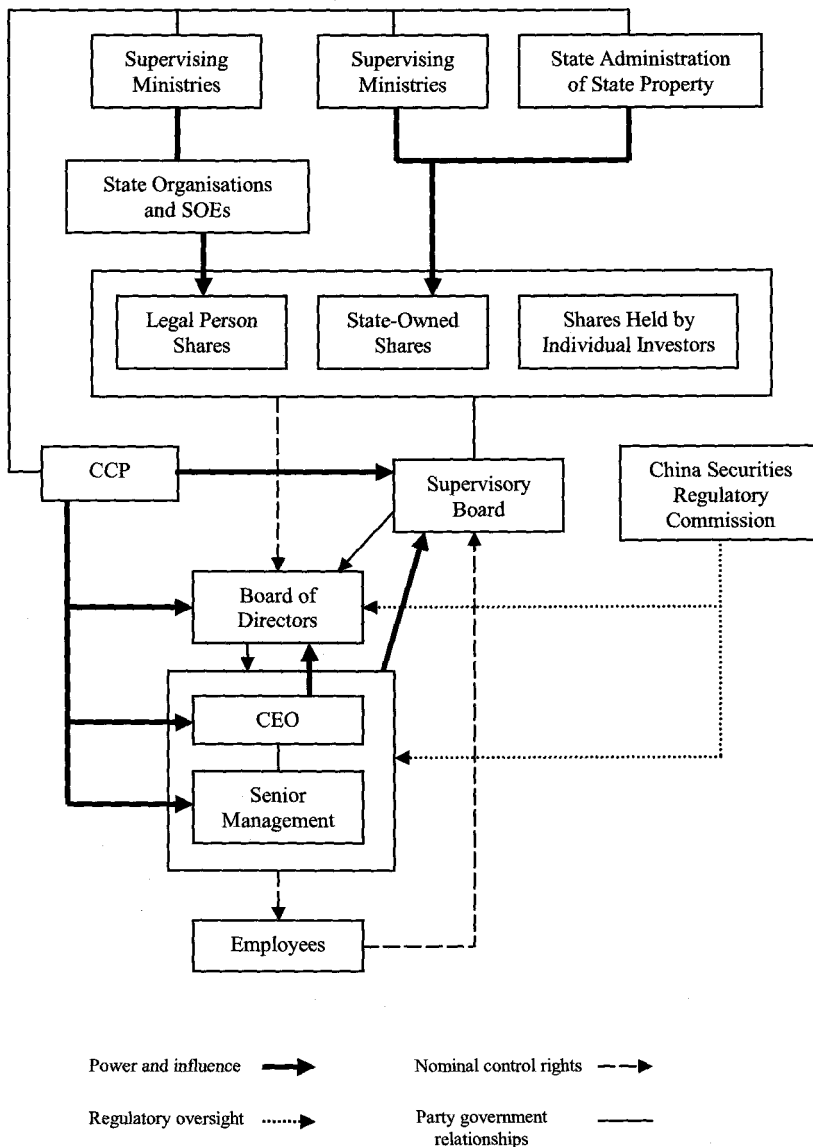 Supervising
Ministries
Supervising
Ministries
State Administration
of State Property
State Organisations
and SOEs
Legal Person
Shares
State-Owned
Shares
Shares Held by
Individual Investors
CCP
Supervisory
Board
China Securities
Regulatory
Commission
Board of
Directors
CEO
Senior
Management
Employees
Power and influence
Nominal control rights
Regulatory oversight
Party government
relationships